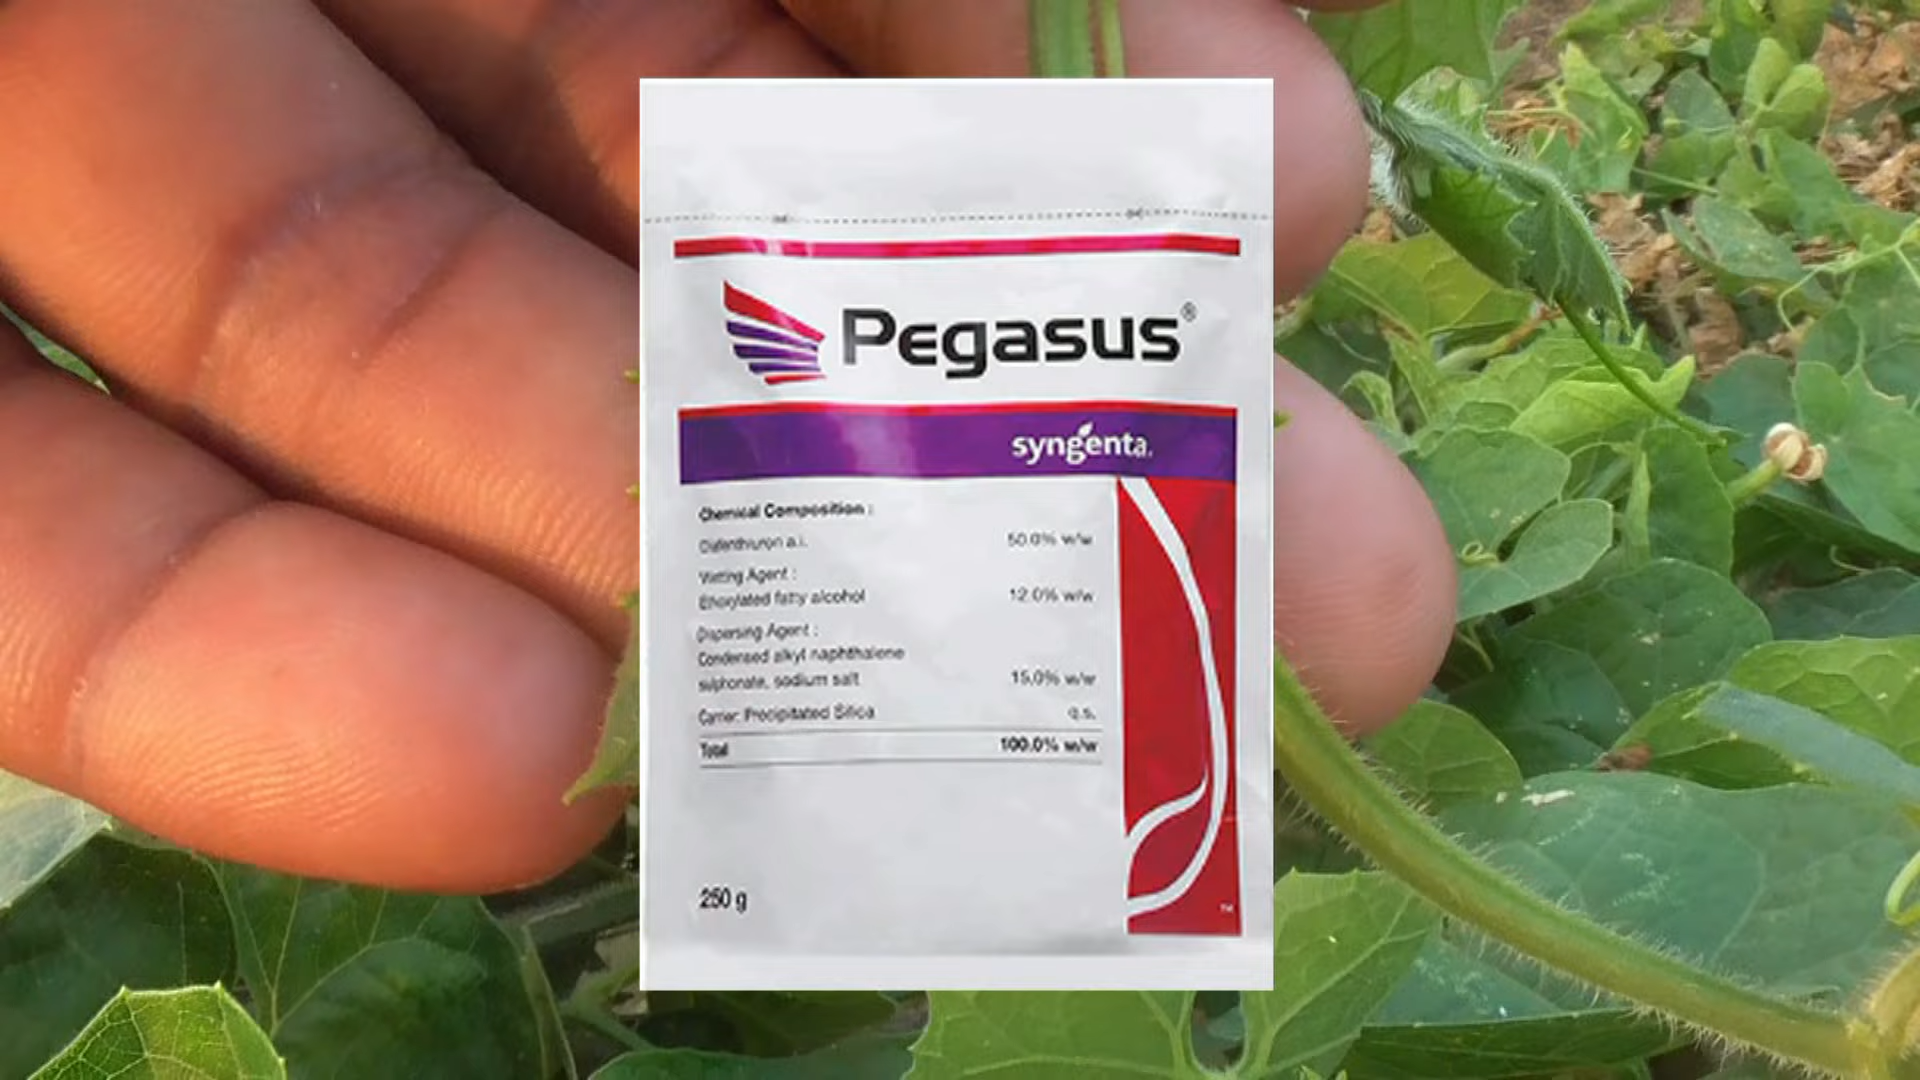 Pegasus®
syngenta.
Chemical Composition :
Diafenthiuron a.i. 50.0% w/w
Wetting Agent :
Ethoxylated fatty alcohol 12.0% w/w
Dispersing Agent :
Condensed alkyl naphthalene
sulphonate, sodium salt 15.0% w/w
Carrier: Precipitated Silica q.s.
Total 100.0% w/w
250 g
TM